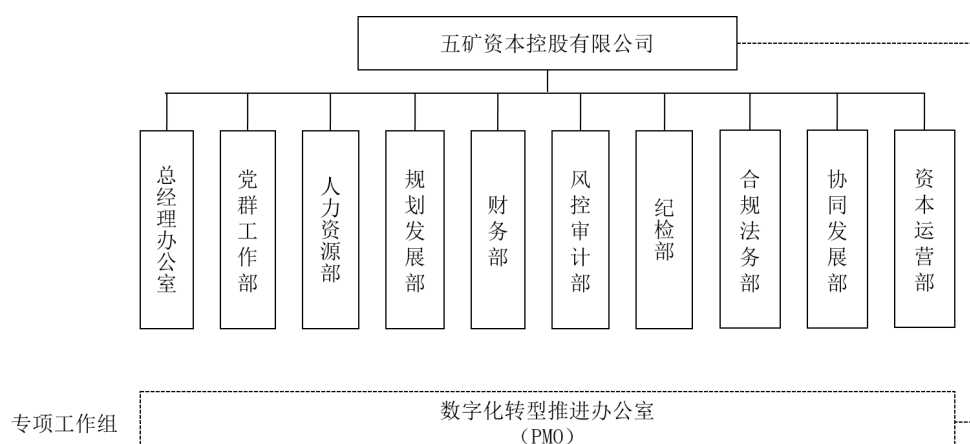 五矿资本控股有限公司
总经理办公室
党群工作部
人力资源部
规划发展部
财务部
风控审计部
纪检部
合规法务部
协同发展部
资本运营部
专项工作组
数字化转型推进办公室
（PMO）